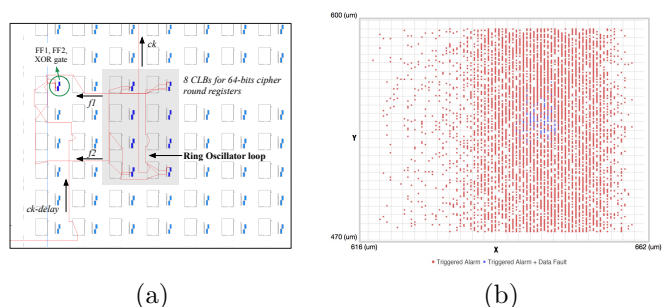 FF1, FF2,
XOR gate
ck
8 CLBs for 64-bits cipher
round registers
f1
f2
Ring Oscillator loop
ck-delay
(a)
600 (um)
Y
470 (um)
616 (um)
X
662 (um)
Triggered Alarm
Triggered Alarm + Data Fault
(b)